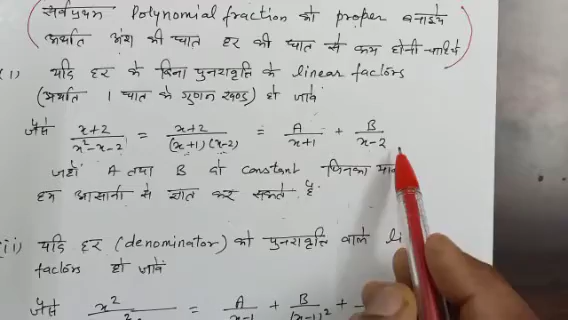 (सर्वप्रथम Polynomial fraction को proper बनाइये
अर्थात अंश की घात हर की घात से कम होनी चाहिये)
(i) यदि हर के बिना पुनरावृत्ति के linear factors
(अर्थात 1 घात के गुणन खण्ड) हो जावें
जैसे x+2/x²-x-2 = x+2/(x+1)(x-2) = A/x+1 + B/x-2
जहाँ A तथा B दो constant जिनका
हम आसानी से ज्ञात कर सकते हैं.
(ii) यदि हर (denominator) को पुनरावृत्ति वाले
factors हो जावें
जैसे x² = A/x-1 + B/(x-1)² +